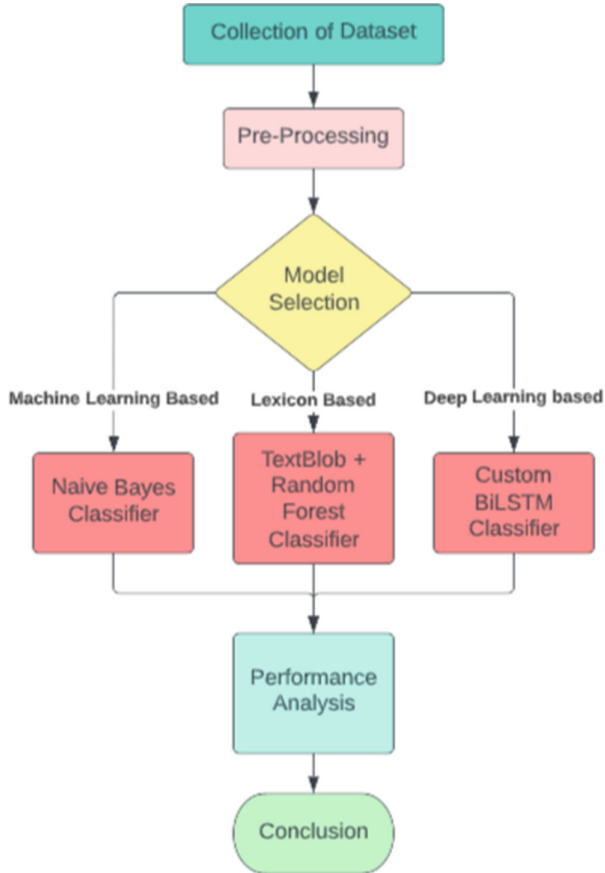 Collection of Dataset
Pre-Processing
Model
Selection
Machine Learning Based
Lexicon Based
Deep Learning based
Naive Bayes
Classifier
TextBlob +
Random
Forest
Classifier
Custom
BiLSTM
Classifier
Performance
Analysis
Conclusion